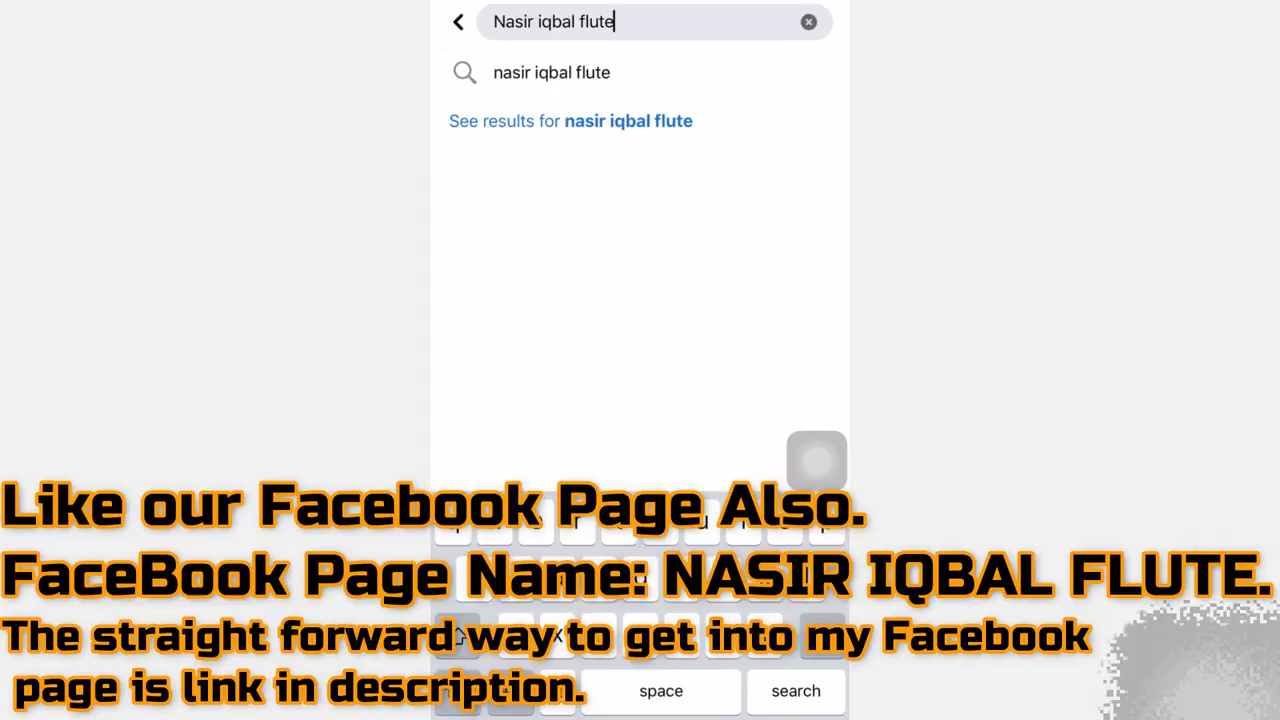 Nasir iqbal flute
nasir iqbal flute
See results for nasir iqbal flute
Like our Facebook Page Also.
FaceBook Page Name: NASIR IQBAL FLUTE.
The straight forward way to get into my Facebook
page is link in description.
space
search